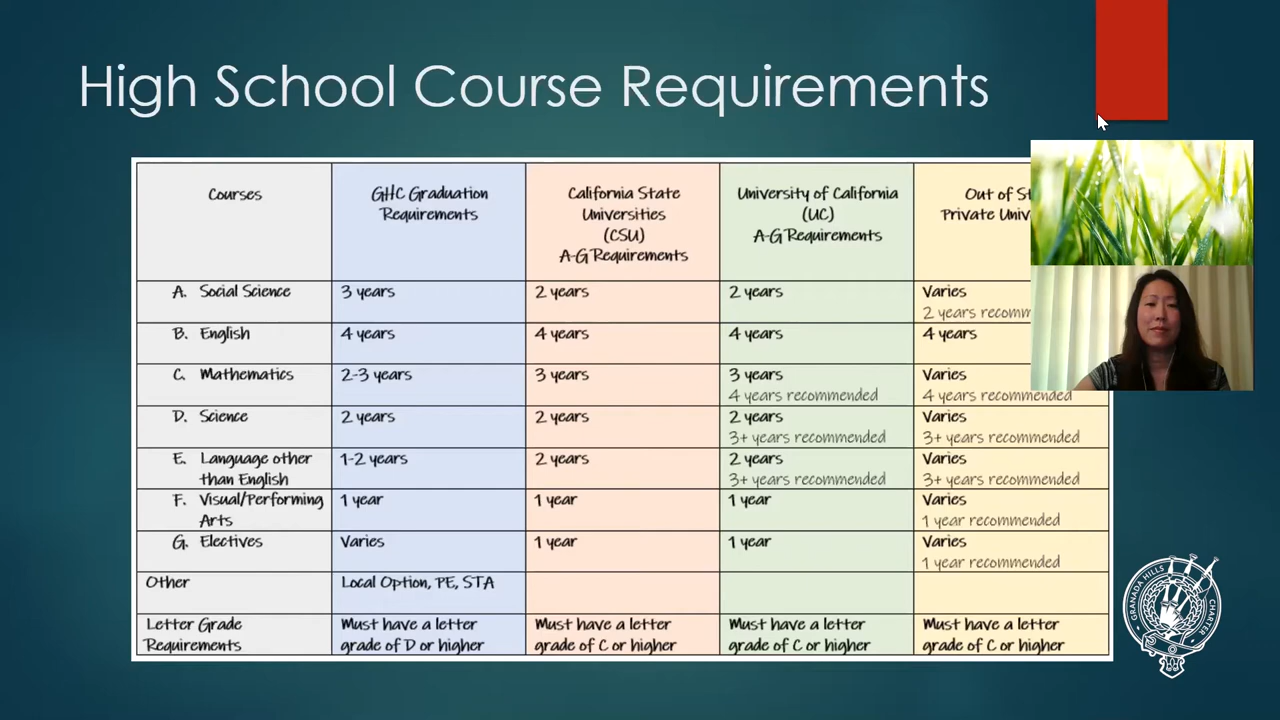 High School Course Requirements
Courses
GHC Graduation
Requirements
California State
Universities
(CSU)
A-G Requirements
University of California
(UC)
A-G Requirements
Out of
Private
A. Social Science
3 years
2 years
2 years
Varies
2 years
B. English
4 years
4 years
4 years
4 years
C. Mathematics
2-3 years
3 years
3 years
4 years recommended
Varies
4 years recommended
D. Science
2 years
2 years
2 years
3+ years recommended
Varies
3+ years recommended
E. Language other
than English
1-2 years
2 years
2 years
3+ years recommended
Varies
3+ years recommended
F. Visual/Performing
Arts
1 year
1 year
1 year
Varies
1 year recommended
G. Electives
Varies
1 year
1 year
Varies
1 year recommended
Other
Local Option, PE, STA
Letter Grade
Requirements
Must have a letter
grade of D or higher
Must have a letter
grade of C or higher
Must have a letter
grade of C or higher
Must have a letter
grade of C or higher
GRANADA HILLS CHARTER